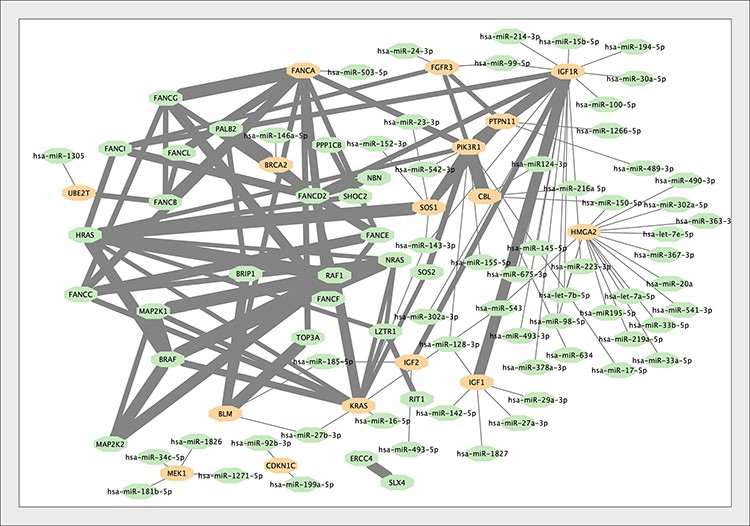 hsa-miR-214-3p
hsa-miR-15b-5p
hsa-miR-24-3p
hsa-miR-194-5p
FGFR3
hsa-miR-99-5p
IGF1R
FANCA
hsa-miR-503-5p
hsa-miR-30a-5p
FANCG
hsa-miR-100-5p
hsa-miR-23-3p
PTPN11
PALB2
hsa-miR-146a-5p
hsa-miR-1266-5p
hsa-miR-152-3p
PPP1CB
PIK3R1
FANCI
FANCL
hsa-miR-1305
BRCA2
hsa-miR-542-3p
hsa-miR124-3p
hsa-miR-489-3p
NBN
hsa-miR-490-3p
UBE2T
FANCD2
SHOC2
CBL
hsa-miR-216a 5p
FANCB
SOS1
hsa-miR-150-5p
hsa-miR-302a-5p
hsa-miR-363-3
HRAS
FANCE
HMGA2
hsa-let-7e-5p
hsa-miR-143-3p
hsa-miR-145-5p
hsa-miR-367-3p
NRAS
hsa-miR-155-5p
hsa-miR-223-3p
BRIP1
RAF1
SOS2
hsa-miR-675-3p
hsa-miR-20a
FANCC
FANCF
hsa-let-7b-5p
hsa-let-7a-5p
MAP2K1
hsa-miR-302a-3p
hsa-miR-543
hsa-miR195-5p
hsa-miR-541-3p
hsa-miR-98-5p
hsa-miR-33b-5p
LZTR1
hsa-miR-493-3p
TOP3A
hsa-miR-128-3p
hsa-miR-219a-5p
BRAF
hsa-miR-185-5p
IGF2
hsa-miR-634
hsa-miR-33a-5p
hsa-miR-378a-3p
hsa-miR-17-5p
IGF1
RIT1
hsa-miR-29a-3p
BLM
KRAS
hsa-miR-142-5p
hsa-miR-16-5p
hsa-miR-27a-3p
hsa-miR-27b-3p
MAP2K2
hsa-miR-1826
hsa-miR-92b-3p
hsa-miR-493-5p
hsa-miR-1827
hsa-miR-34c-5p
ERCC4
CDKN1C
MEK1
hsa-miR-1271-5p
SLX4
hsa-miR-199a-5p
hsa-miR-181b-5p